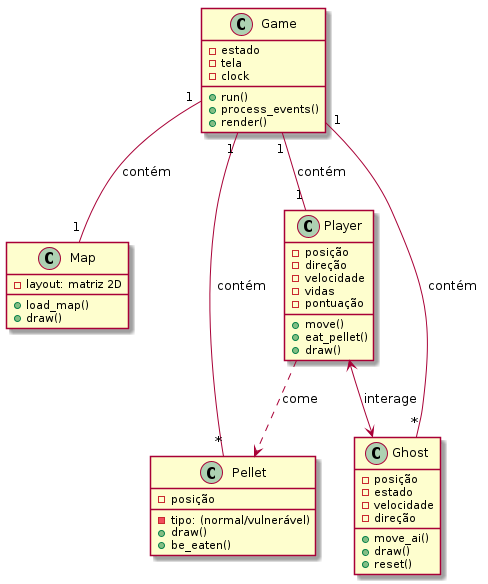 C Game
estado
tela
clock
run()
process_events()
render()
1
1
1
1
contém
contém
contém
contém
1
1
*
*
C Map
layout: matriz 2D
load_map()
draw()
C Player
posição
direção
velocidade
vidas
pontuação
move()
eat_pellet()
draw()
come
interage
C Pellet
posição
tipo: (normal/vulnerável)
draw()
be_eaten()
C Ghost
posição
estado
velocidade
direção
move_ai()
draw()
reset()